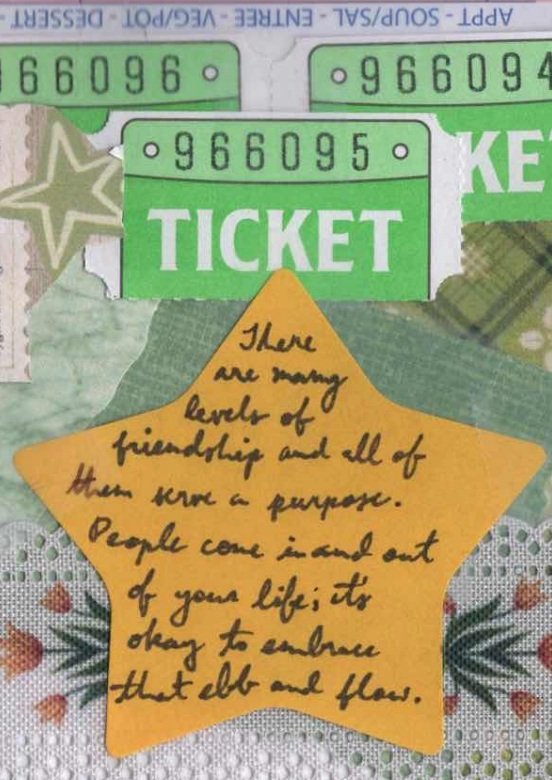 APPT - SOUP/SAL - ENTREE - VEG/POT - DESSERT -
966096
966094
966095
KE
TICKET
There
are many
levels of
friendship and all of
them serve a purpose.
People come in and out
of your life; it's
okay to embrace
that ebb and flow.